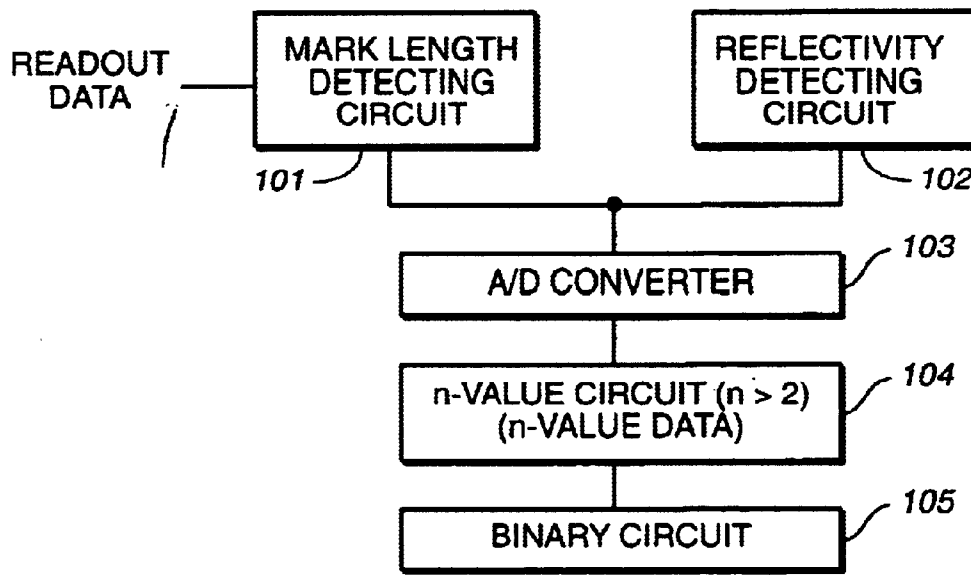 READOUT
DATA
MARK LENGTH
DETECTING
CIRCUIT
101
REFLECTIVITY
DETECTING
CIRCUIT
102
A/D CONVERTER
103
n-VALUE CIRCUIT (n > 2)
(n-VALUE DATA)
104
BINARY CIRCUIT
105